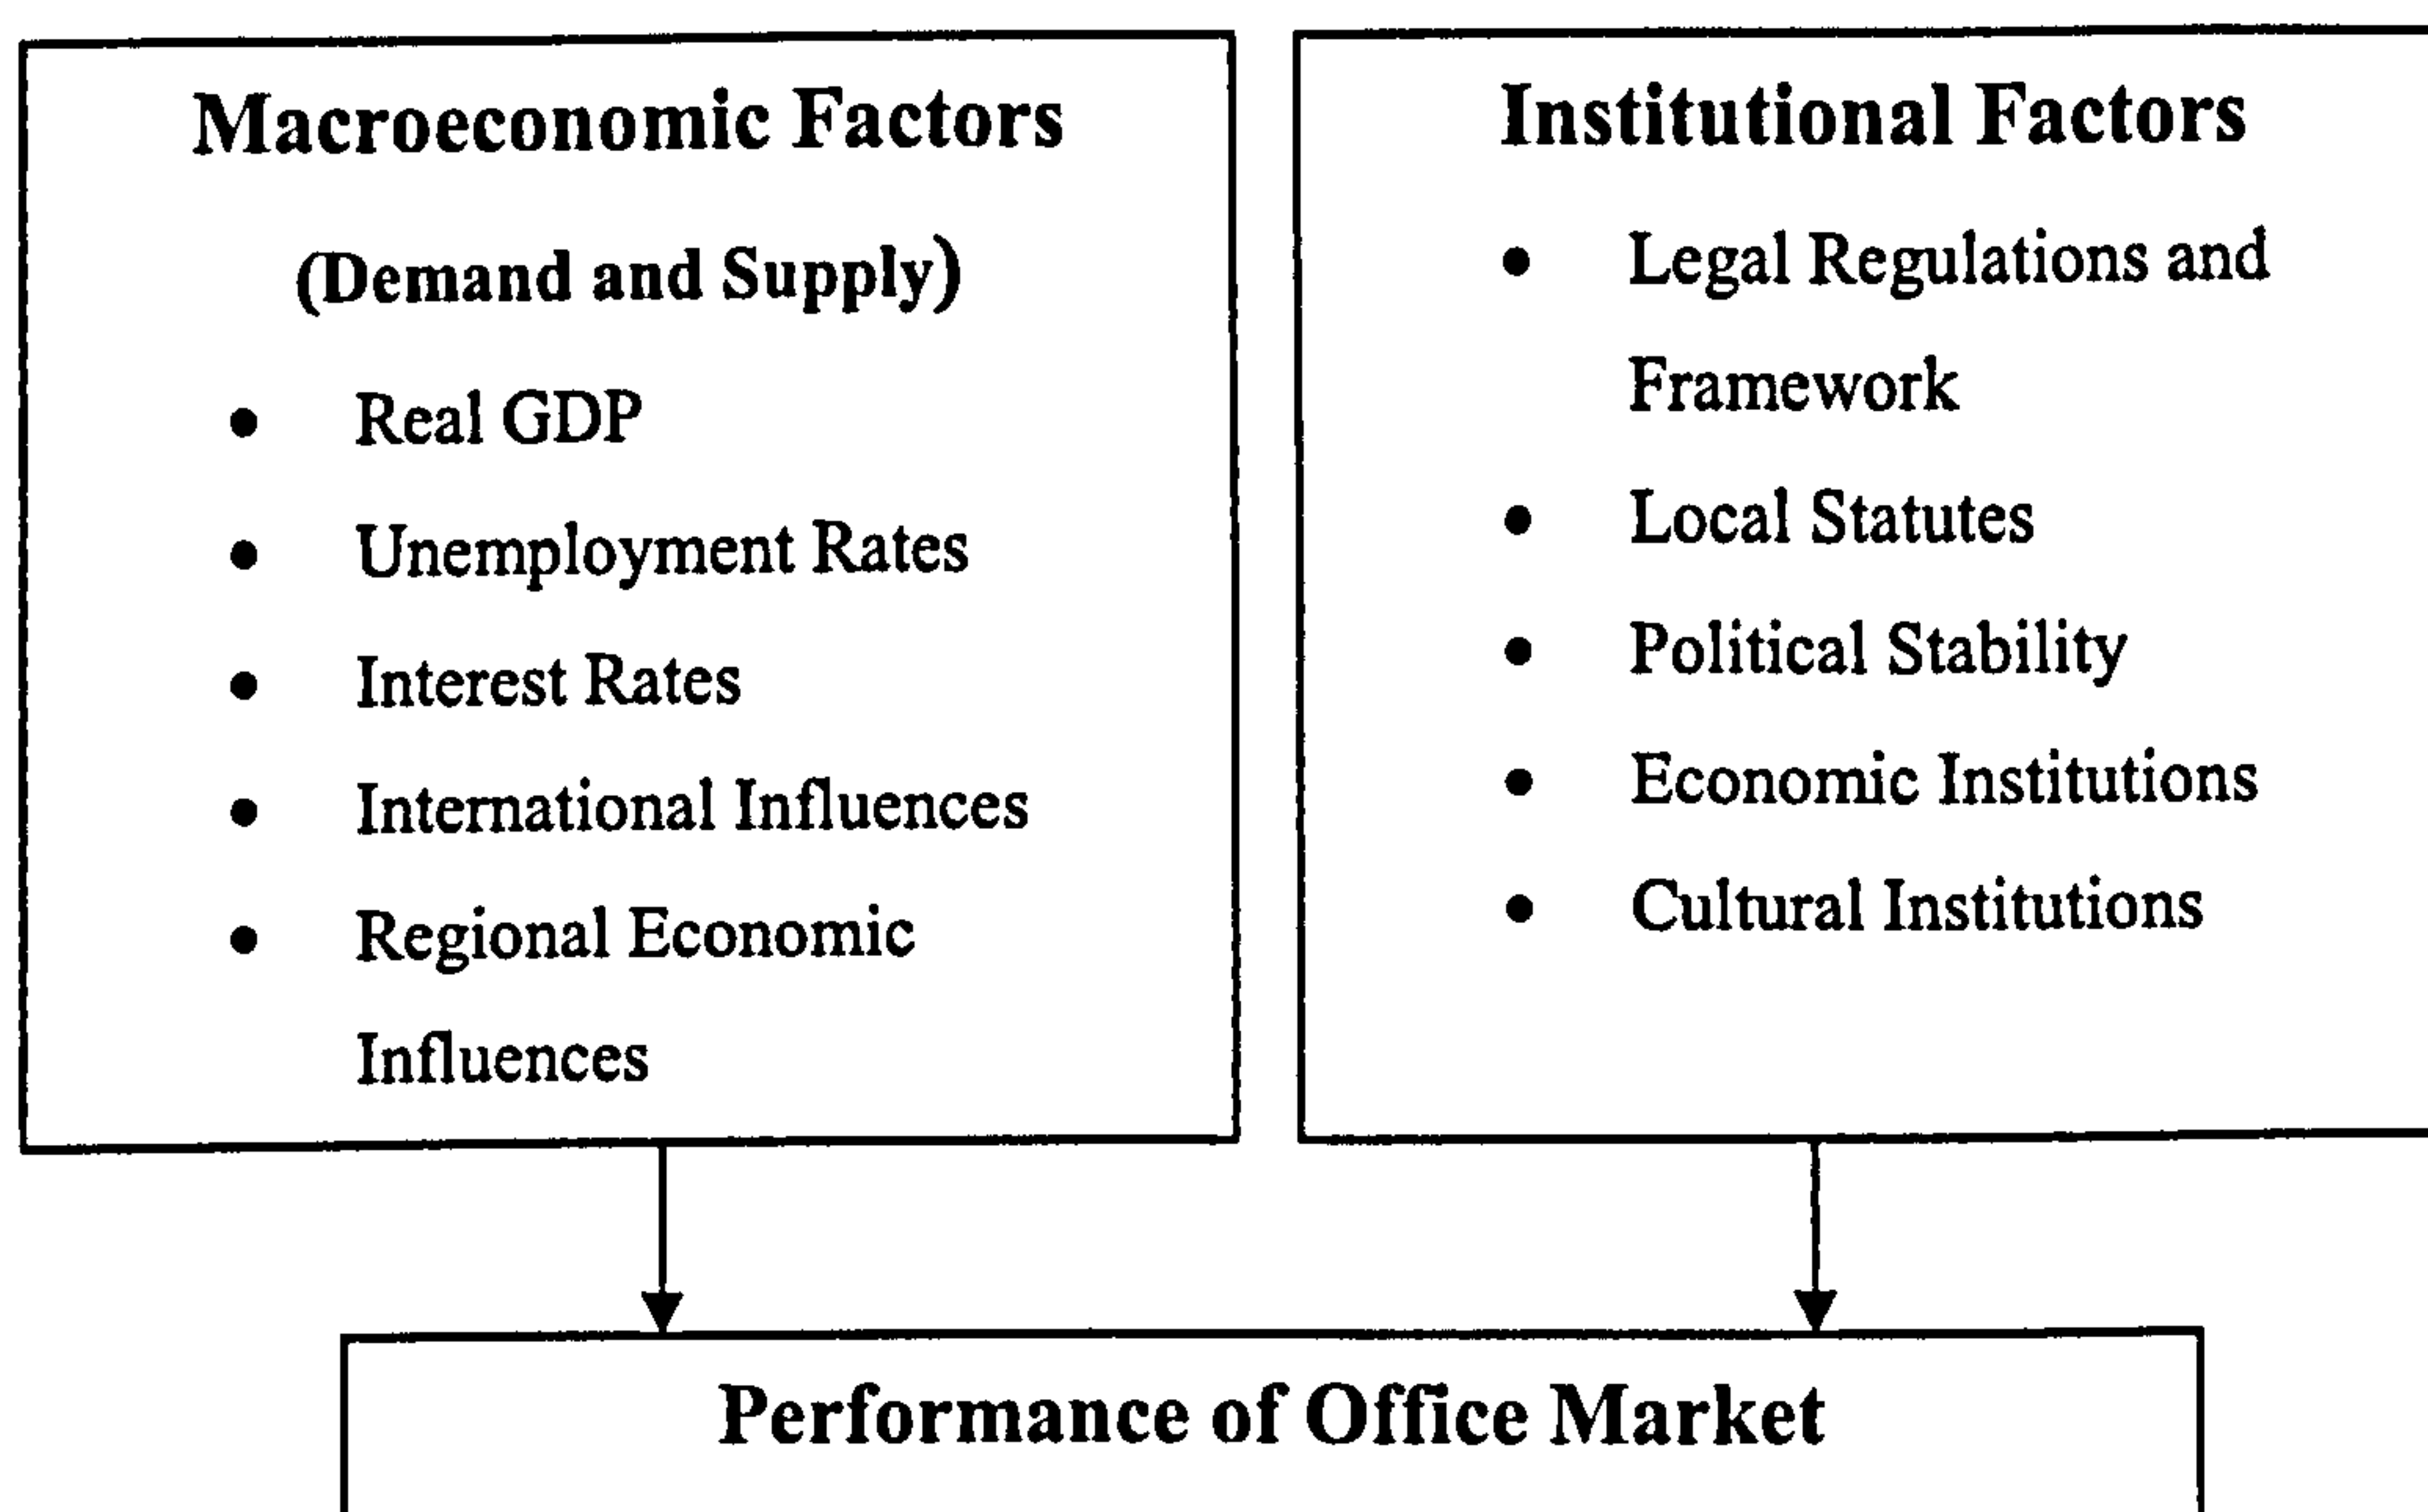 Macroeconomic Factors
(Demand and Supply)
● Real GDP
● Unemployment Rates
● Interest Rates
● International Influences
● Regional Economic
Influences
Institutional Factors
● Legal Regulations and
Framework
● Local Statutes
● Political Stability
● Economic Institutions
● Cultural Institutions
Performance of Office Market